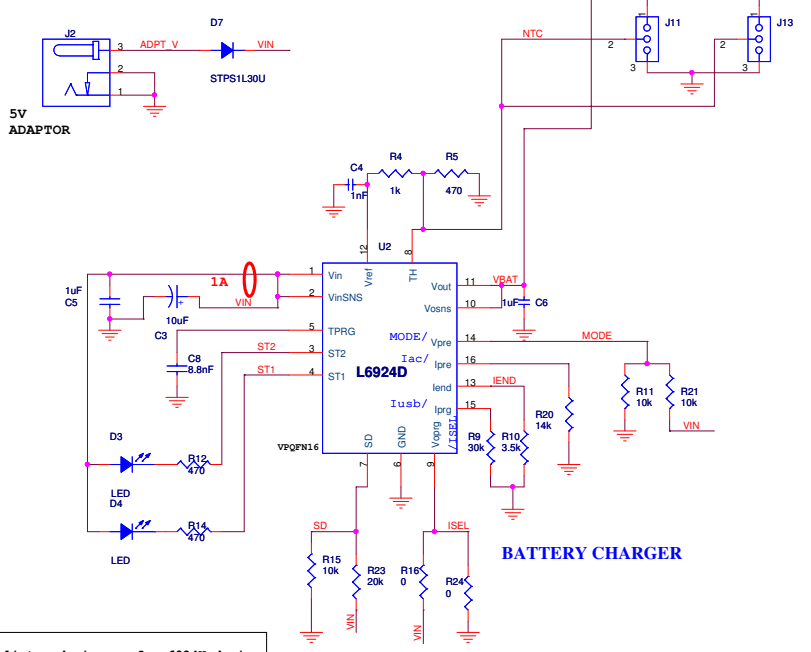 D7
J2
3
ADPT_V
VIN
2
STPS1L30U
1
5V
ADAPTOR
NTC
1
J11
2
3
1
J13
2
3
C4
1nF
R4
1k
R5
470
12
8
U2
1
Vin
Vref
TH
1A
2
VinSNS
1uF
C5
VIN
10uF
C3
5
TPRG
C8
8.8nF
ST2
3
ST2
ST1
4
ST1
Vout
11
VBAT
Vosns
10
1uF
C6
MODE/
Vpre
14
MODE
Iac/
Ipre
16
L6924D
Iend
13
IEND
Iusb/
Iprg
15
R11
10k
R21
10k
VIN
R20
14k
R9
30k
R10
3.5k
VPQFN16
SD
GND
Voprg
/ISEL
7
6
9
D3
LED
R12
470
D4
LED
R14
470
SD
ISEL
R15
10k
R23
20k
R16
0
R24
0
VIN
VIN
BATTERY CHARGER